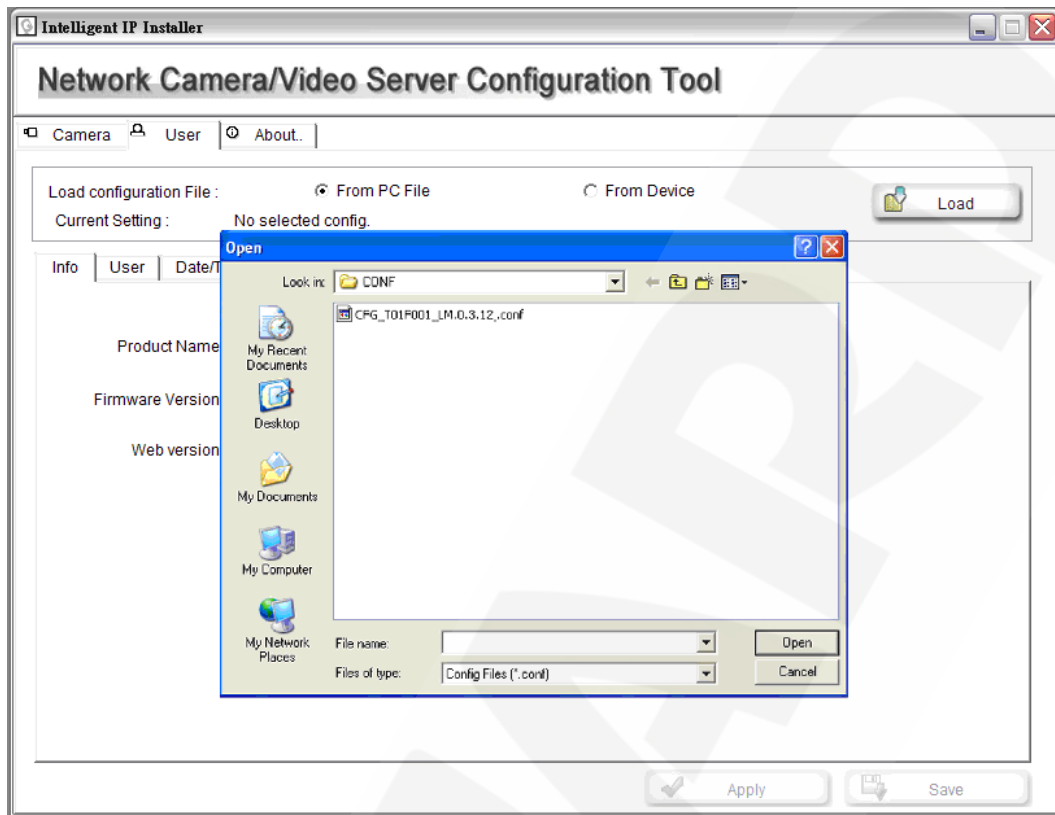 Intelligent IP Installer
Network Camera/Video Server Configuration Tool
Camera User About..
Load configuration File : From PC File From Device
Load
Current Setting : No selected config.
Open
Info User Date/T
Look in: CONF
CFG_T01F001_LM.0.3.12_.conf
My Recent
Documents
Product Name
Firmware Version
Desktop
Web version
My Documents
My Computer
My Network
Places
File name: Open
Files of type: Config Files (*.conf) Cancel
Apply Save